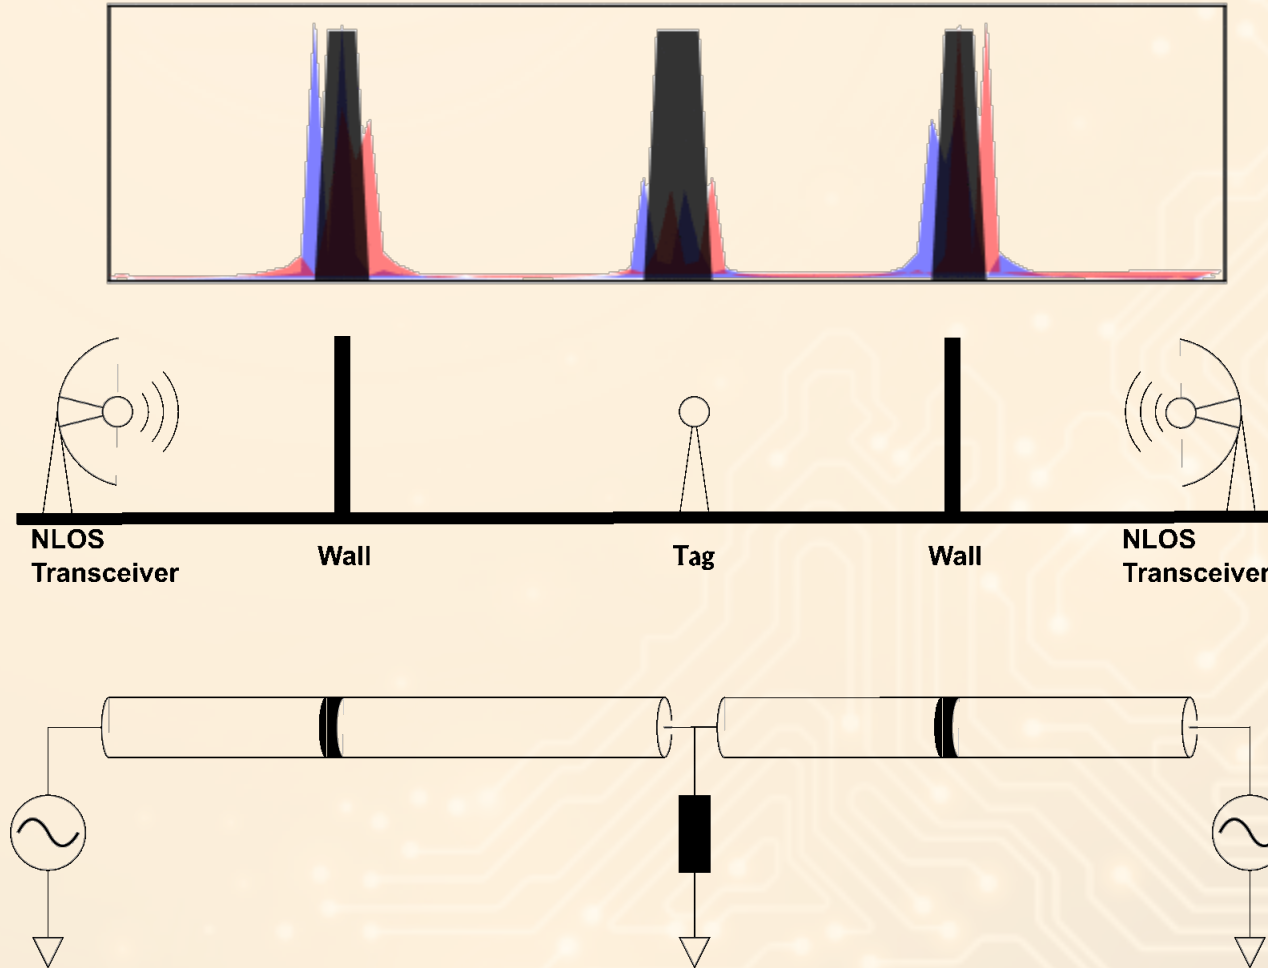 NLOS
Transceiver
Wall
Tag
Wall
NLOS
Transceiver